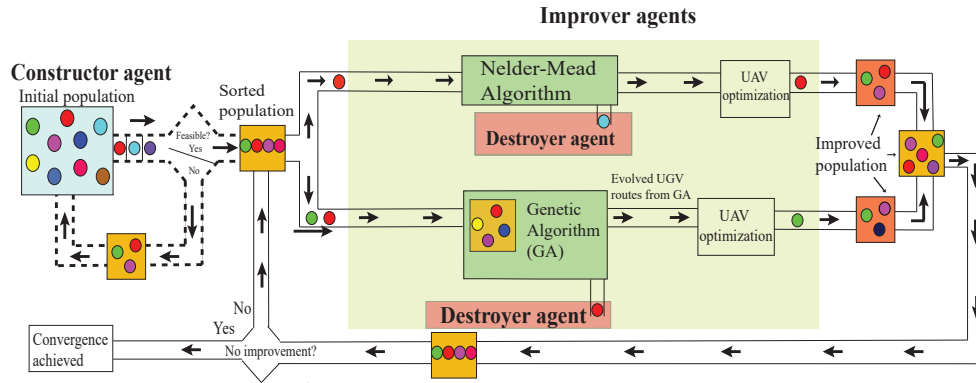 Improver agents
Constructor agent
Initial population
Sorted
population
Feasible?
Yes
No
Nelder-Mead
Algorithm
UAV
optimization
Destroyer agent
Improved
population
Evolved UGV
routes from GA
Genetic
Algorithm
(GA)
UAV
optimization
Destroyer agent
No
Yes
No improvement?
Convergence
achieved